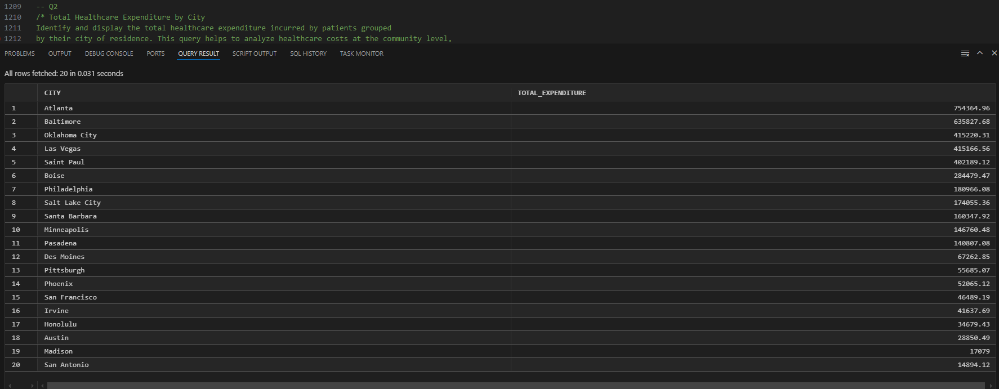 1209 -- Q2
1210 /* Total Healthcare Expenditure by City
1211 Identify and display the total healthcare expenditure incurred by patients grouped
1212 by their city of residence. This query helps to analyze healthcare costs at the community level,
PROBLEMS OUTPUT DEBUG CONSOLE PORTS QUERY RESULT SCRIPT OUTPUT SQL HISTORY TASK MONITOR
All rows fetched: 20 in 0.031 seconds
CITY TOTAL_EXPENDITURE
1 Atlanta 754364.96
2 Baltimore 635827.68
3 Oklahoma City 415220.31
4 Las Vegas 415166.56
5 Saint Paul 402189.12
6 Boise 284479.47
7 Philadelphia 180966.08
8 Salt Lake City 174055.36
9 Santa Barbara 160347.92
10 Minneapolis 146760.48
11 Pasadena 140807.08
12 Des Moines 67262.85
13 Pittsburgh 55685.07
14 Phoenix 52065.12
15 San Francisco 46489.19
16 Irvine 41637.69
17 Honolulu 34679.43
18 Austin 28850.49
19 Madison 17079
20 San Antonio 14894.12